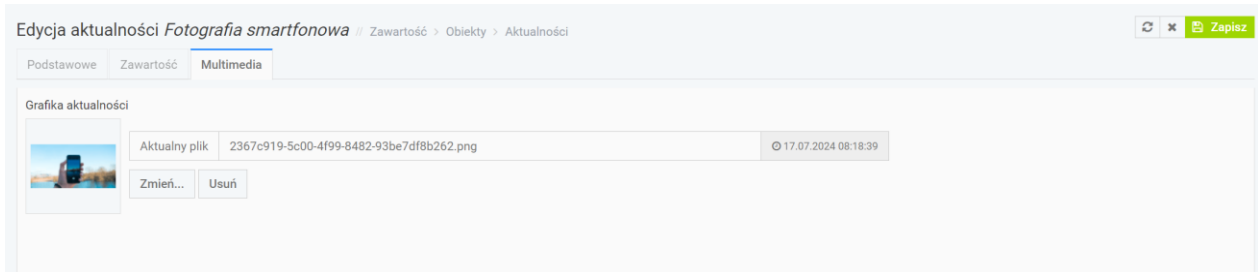 Edycja aktualności Fotografia smartfonowa // Zawartość > Obiekty > Aktualności
Zapisz
Podstawowe Zawartość Multimedia
Grafika aktualności
Aktualny plik 2367c919-5c00-4f99-8482-93be7df8b262.png 17.07.2024 08:18:39
Zmień... Usuń